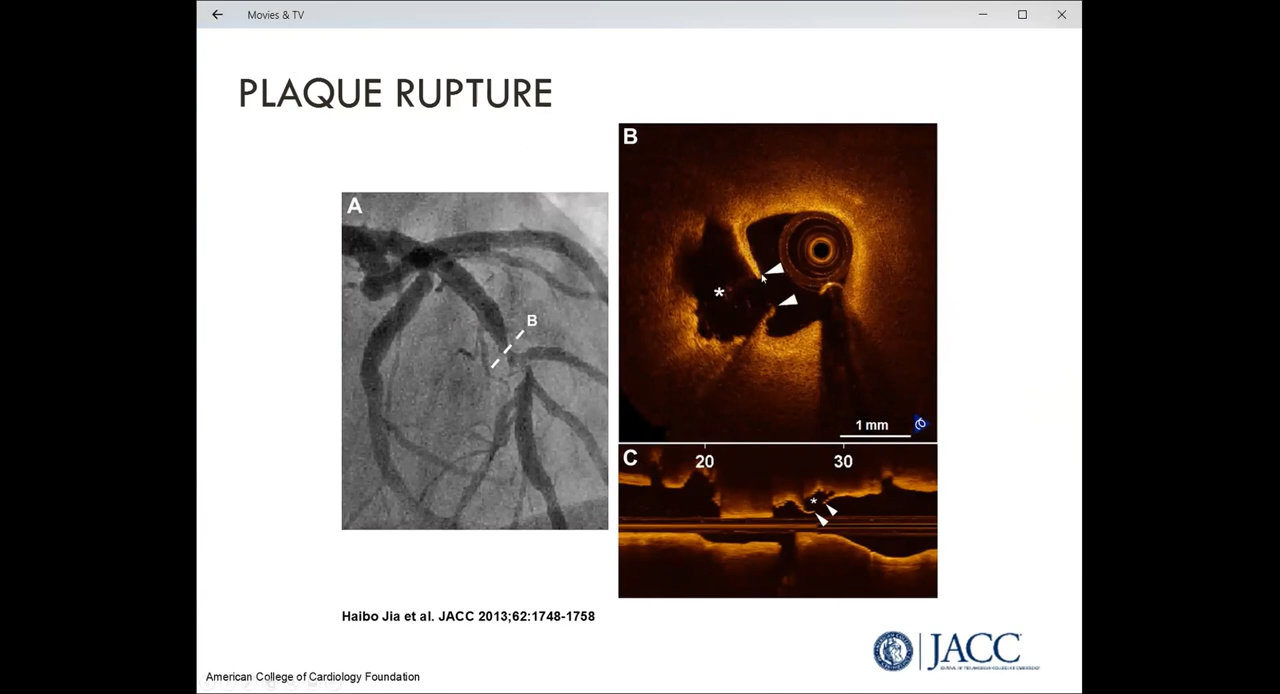 Movies & TV
PLAQUE RUPTURE
A
B
B
*
1 mm
C
20
30
*
Haibo Jia et al. JACC 2013;62:1748-1758
JACC
American College of Cardiology Foundation